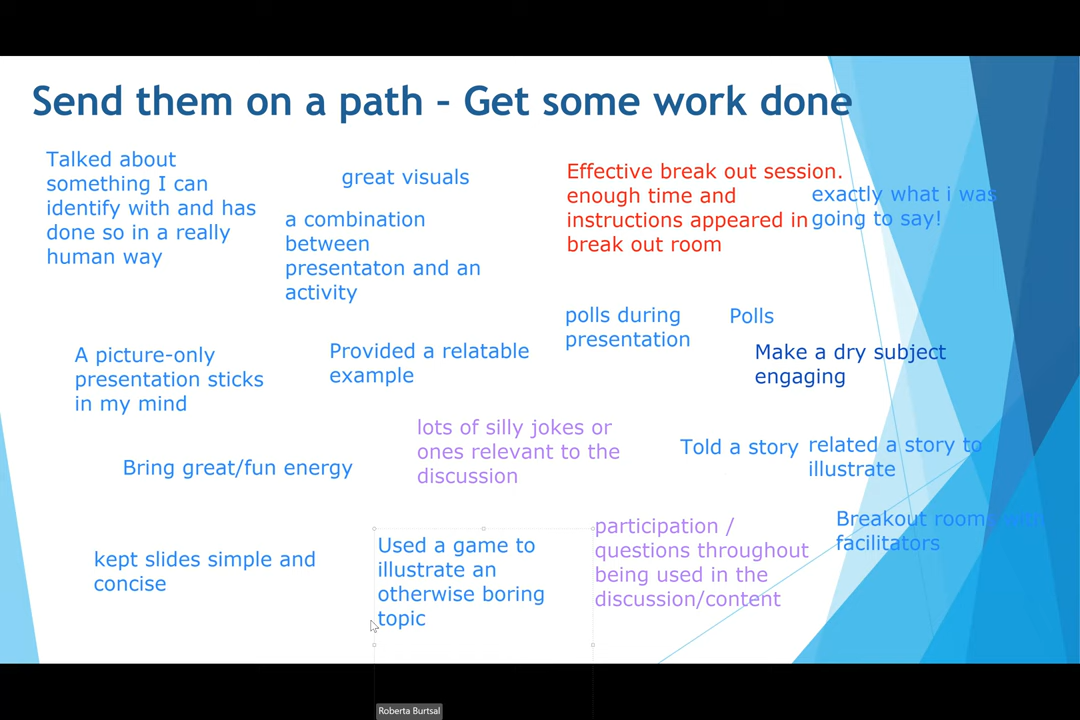 Send them on a path – Get some work done
Talked about
something I can
identify with and has
done so in a really
human way
great visuals
a combination
between
presentaton and an
activity
Effective break out session.
enough time and
instructions appeared in
break out room
exactly what i was
going to say!
polls during
presentation
Polls
Make a dry subject
engaging
A picture-only
presentation sticks
in my mind
Provided a relatable
example
lots of silly jokes or
ones relevant to the
discussion
Told a story
related a story to
illustrate
Bring great/fun energy
Breakout rooms
facilitators
participation /
questions throughout
being used in the
discussion/content
kept slides simple and
concise
Used a game to
illustrate an
otherwise boring
topic
Roberta Burtsal